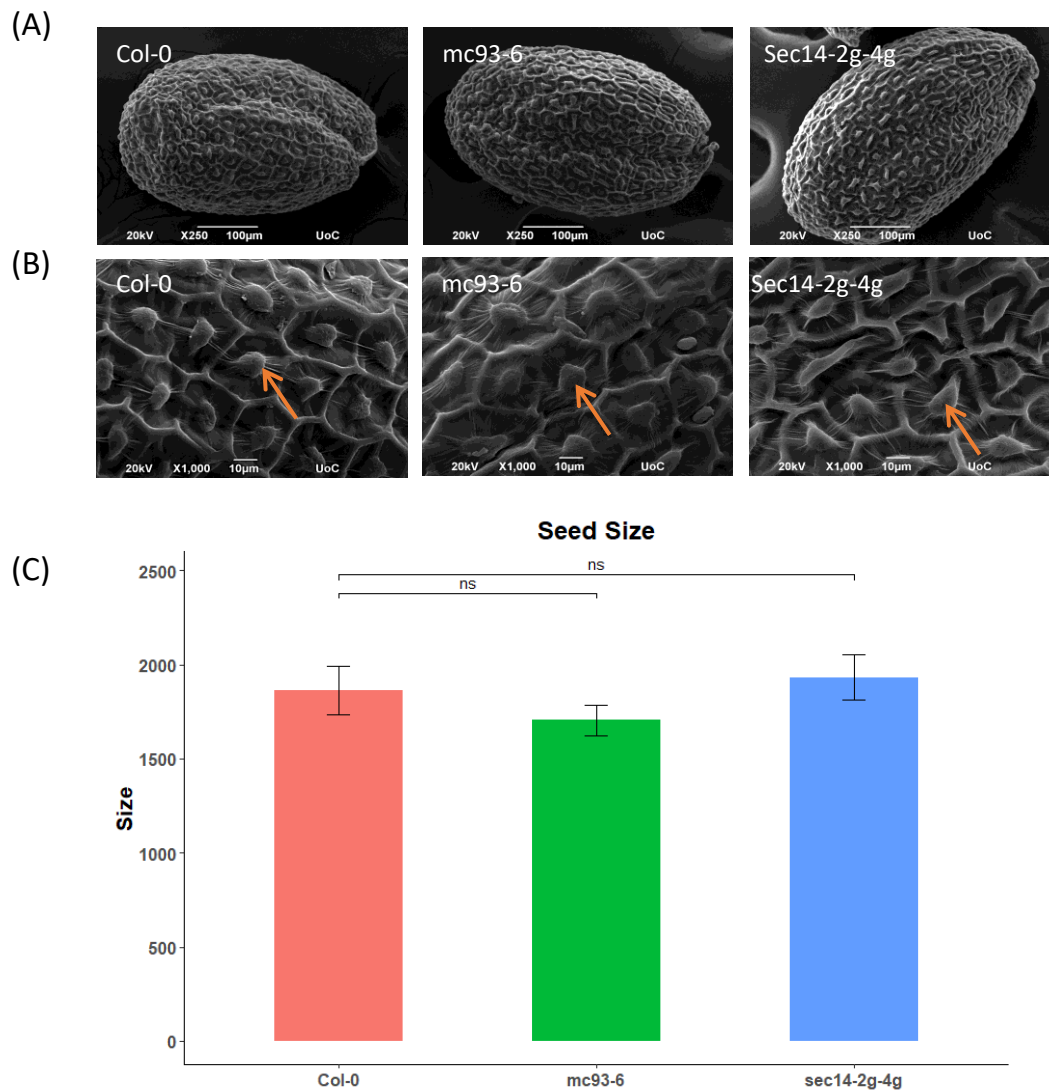 (A)
Col-0
mc93-6
Sec14-2g-4g
20kV X250 100µm UoC
20kV X250 100µm UoC
20kV X250 100µm UoC
(B)
Col-0
mc93-6
Sec14-2g-4g
20kV X1,000 10µm UoC
20kV X1,000 10µm UoC
20kV X1,000 10µm UoC
(C)
Seed Size
ns
ns
2500
2000
1500
1000
500
0
Size
Col-0
mc93-6
sec14-2g-4g